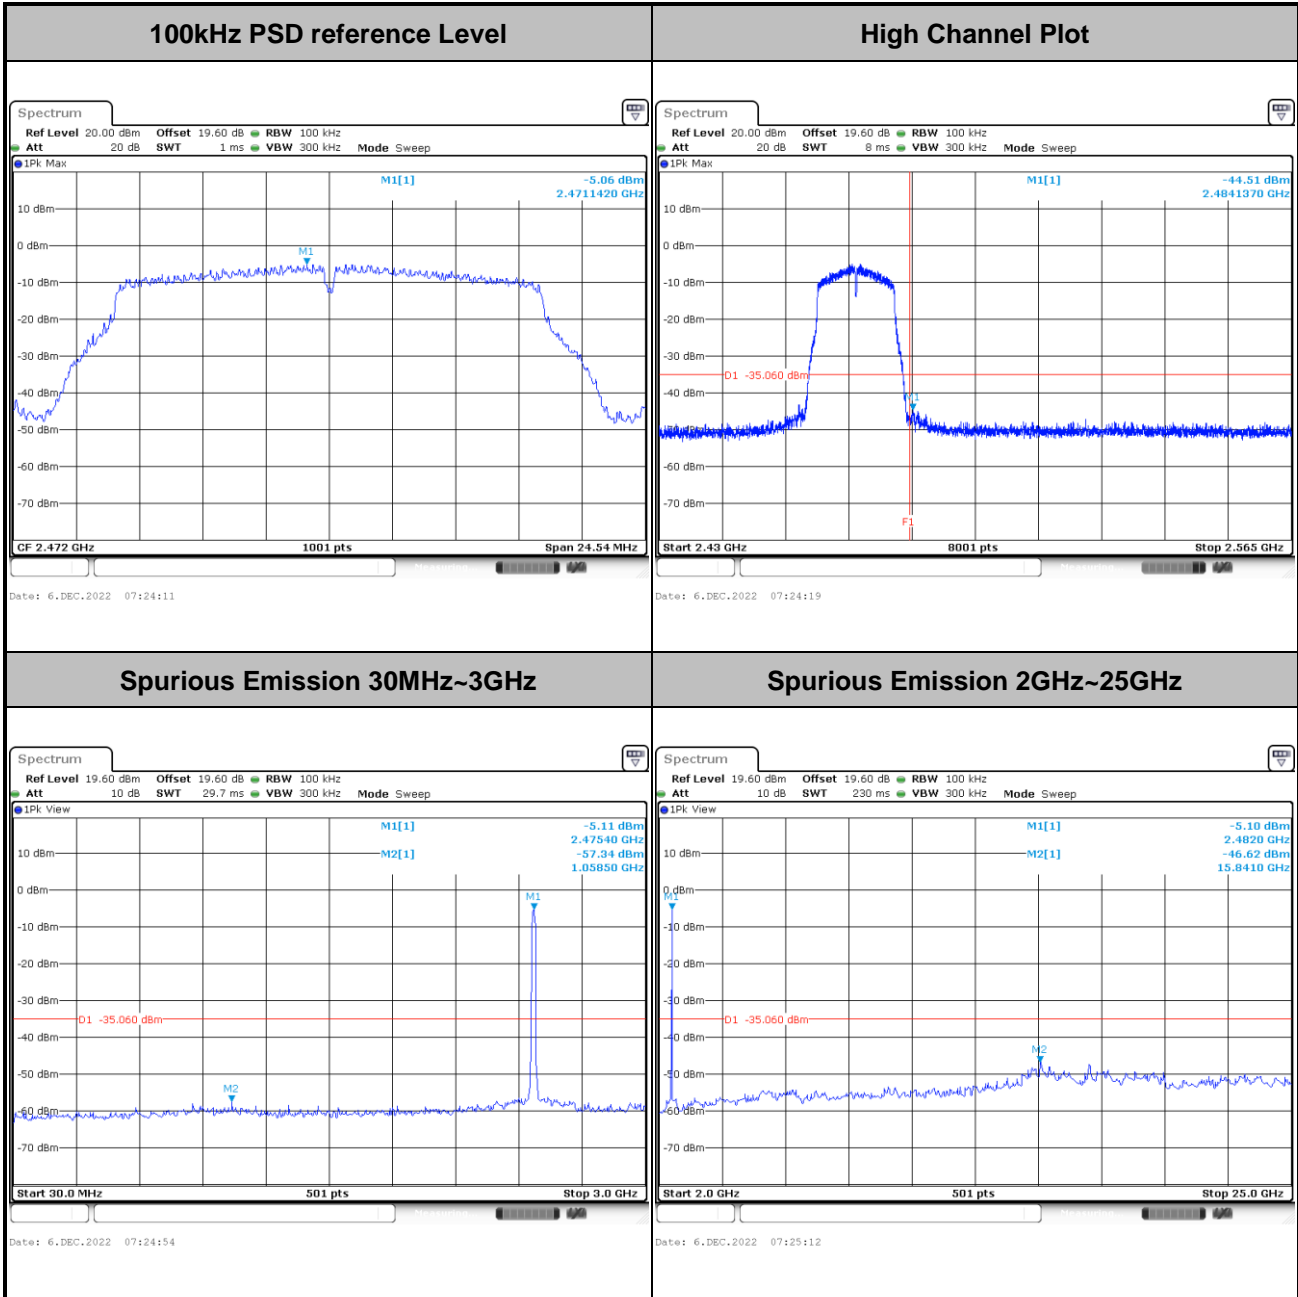 100kHz PSD reference Level
High Channel Plot
Spectrum
Ref Level 20.00 dBm Offset 19.60 dB RBW 100 kHz
Att 20 dB SWT 1 ms VBW 300 kHz Mode Sweep
1Pk Max
M1[1] -5.06 dBm
2.4711420 GHz
10 dBm
0 dBm
M1
-10 dBm
-20 dBm
-30 dBm
-40 dBm
-50 dBm
-60 dBm
-70 dBm
CF 2.472 GHz 1001 pts Span 24.54 MHz
Measuring
Date: 6.DEC.2022 07:24:11
Spectrum
Ref Level 20.00 dBm Offset 19.60 dB RBW 100 kHz
Att 20 dB SWT 8 ms VBW 300 kHz Mode Sweep
1Pk Max
M1[1] -44.51 dBm
2.4841370 GHz
10 dBm
0 dBm
-10 dBm
-20 dBm
-30 dBm
D1 -35.060 dBm
-40 dBm
M1
-50 dBm
-60 dBm
-70 dBm
F1
Start 2.43 GHz 8001 pts Stop 2.565 GHz
Measuring
Date: 6.DEC.2022 07:24:19
Spurious Emission 30MHz~3GHz
Spurious Emission 2GHz~25GHz
Spectrum
Ref Level 19.60 dBm Offset 19.60 dB RBW 100 kHz
Att 10 dB SWT 29.7 ms VBW 300 kHz Mode Sweep
1Pk View
M1[1] -5.11 dBm
2.47540 GHz
10 dBm
M2[1] -57.34 dBm
1.05850 GHz
0 dBm
M1
-10 dBm
-20 dBm
-30 dBm
D1 -35.060 dBm
-40 dBm
-50 dBm
M2
-60 dBm
-70 dBm
Start 30.0 MHz 501 pts Stop 3.0 GHz
Measuring
Date: 6.DEC.2022 07:24:54
Spectrum
Ref Level 19.60 dBm Offset 19.60 dB RBW 100 kHz
Att 10 dB SWT 230 ms VBW 300 kHz Mode Sweep
1Pk View
M1[1] -5.10 dBm
2.4820 GHz
10 dBm
M2[1] -46.62 dBm
15.8410 GHz
0 dBm
M1
-10 dBm
-20 dBm
-30 dBm
D1 -35.060 dBm
-40 dBm
M2
-50 dBm
-60 dBm
-70 dBm
Start 2.0 GHz 501 pts Stop 25.0 GHz
Measuring
Date: 6.DEC.2022 07:25:12